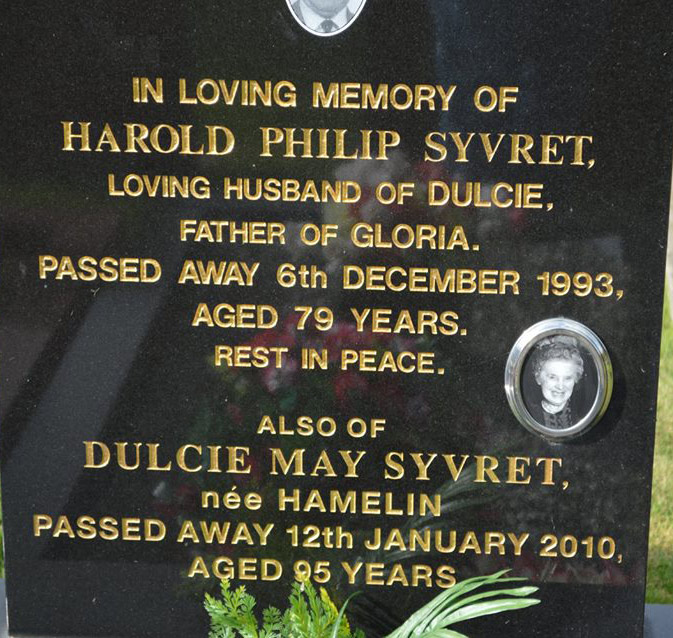 IN LOVING MEMORY OF
HAROLD PHILIP SYVRET,
LOVING HUSBAND OF DULCIE,
FATHER OF GLORIA.
PASSED AWAY 6th DECEMBER 1993,
AGED 79 YEARS.
REST IN PEACE.
ALSO OF
DULCIE MAY SYVRET,
née HAMELIN
PASSED AWAY 12th JANUARY 2010,
AGED 95 YEARS